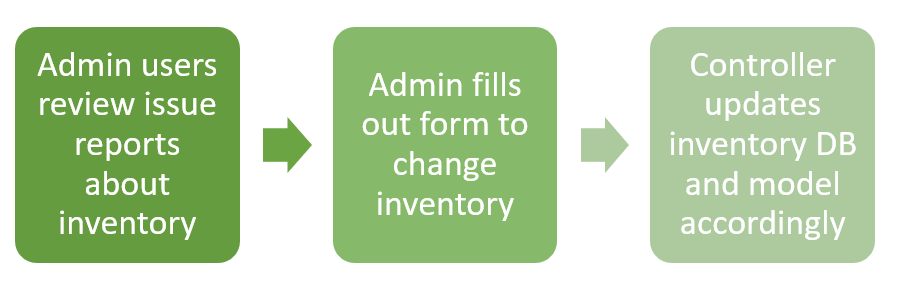 Admin users
review issue
reports
about
inventory
Admin fills
out form to
change
inventory
Controller
updates
inventory DB
and model
accordingly